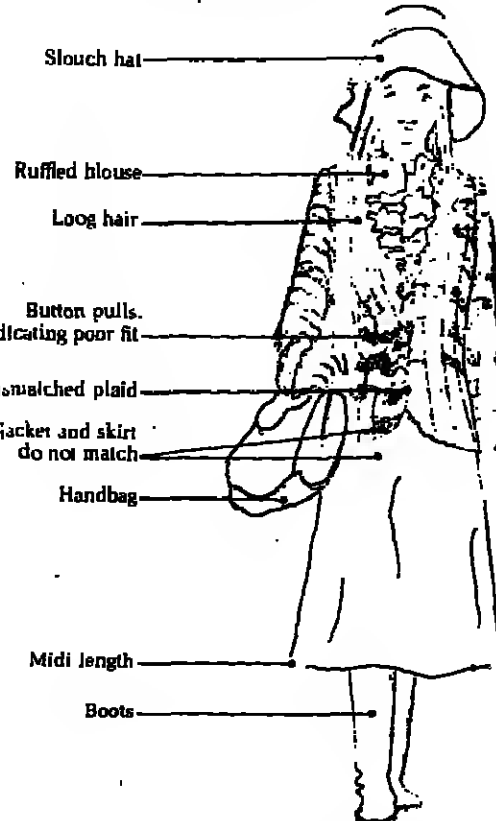 Slouch hat
Ruffled blouse
Loog hair
Button pulls.
dicating poor fit
smatched plaid
Jacket and skirt
do not match
Handbag
Midi length
Boots